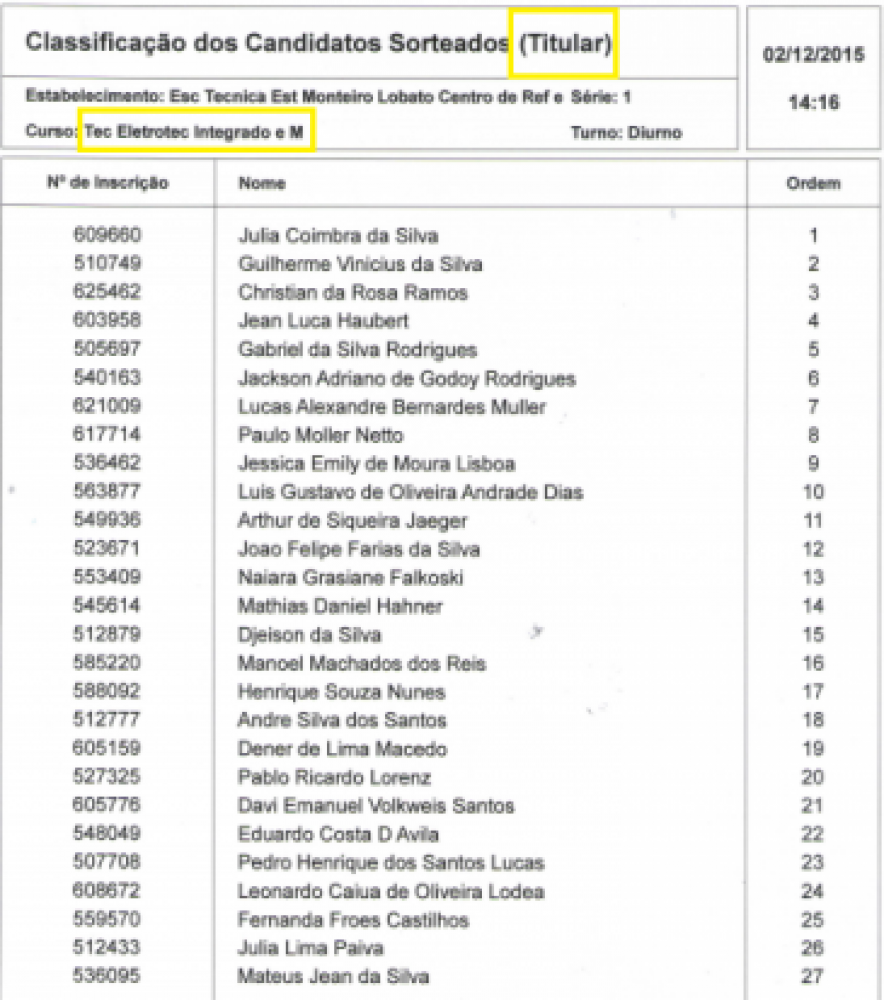 Classificação dos Candidatos Sorteados (Titular)
02/12/2015
Estabelecimento: Esc Tecnica Est Monteiro Lobato Centro de Ref e Série: 1
14:16
Curso: Tec Eletrotec Integrado e M Turno: Diurno
Nº de Inscrição Nome Ordem
609660 Julia Coimbra da Silva 1
510749 Guilherme Vinicius da Silva 2
625462 Christian da Rosa Ramos 3
603958 Jean Luca Haubert 4
505697 Gabriel da Silva Rodrigues 5
540163 Jackson Adriano de Godoy Rodrigues 6
621009 Lucas Alexandre Bernardes Muller 7
617714 Paulo Moller Netto 8
536462 Jessica Emily de Moura Lisboa 9
563877 Luis Gustavo de Oliveira Andrade Dias 10
549936 Arthur de Siqueira Jaeger 11
523671 Joao Felipe Farias da Silva 12
553409 Naiara Grasiane Falkoski 13
545614 Mathias Daniel Hahner 14
512879 Djeison da Silva 15
585220 Manoel Machados dos Reis 16
588092 Henrique Souza Nunes 17
512777 Andre Silva dos Santos 18
605159 Dener de Lima Macedo 19
527325 Pablo Ricardo Lorenz 20
605776 Davi Emanuel Volkweis Santos 21
548049 Eduardo Costa D Avila 22
507708 Pedro Henrique dos Santos Lucas 23
608672 Leonardo Caiua de Oliveira Lodea 24
559570 Fernanda Froes Castilhos 25
512433 Julia Lima Paiva 26
536095 Mateus Jean da Silva 27